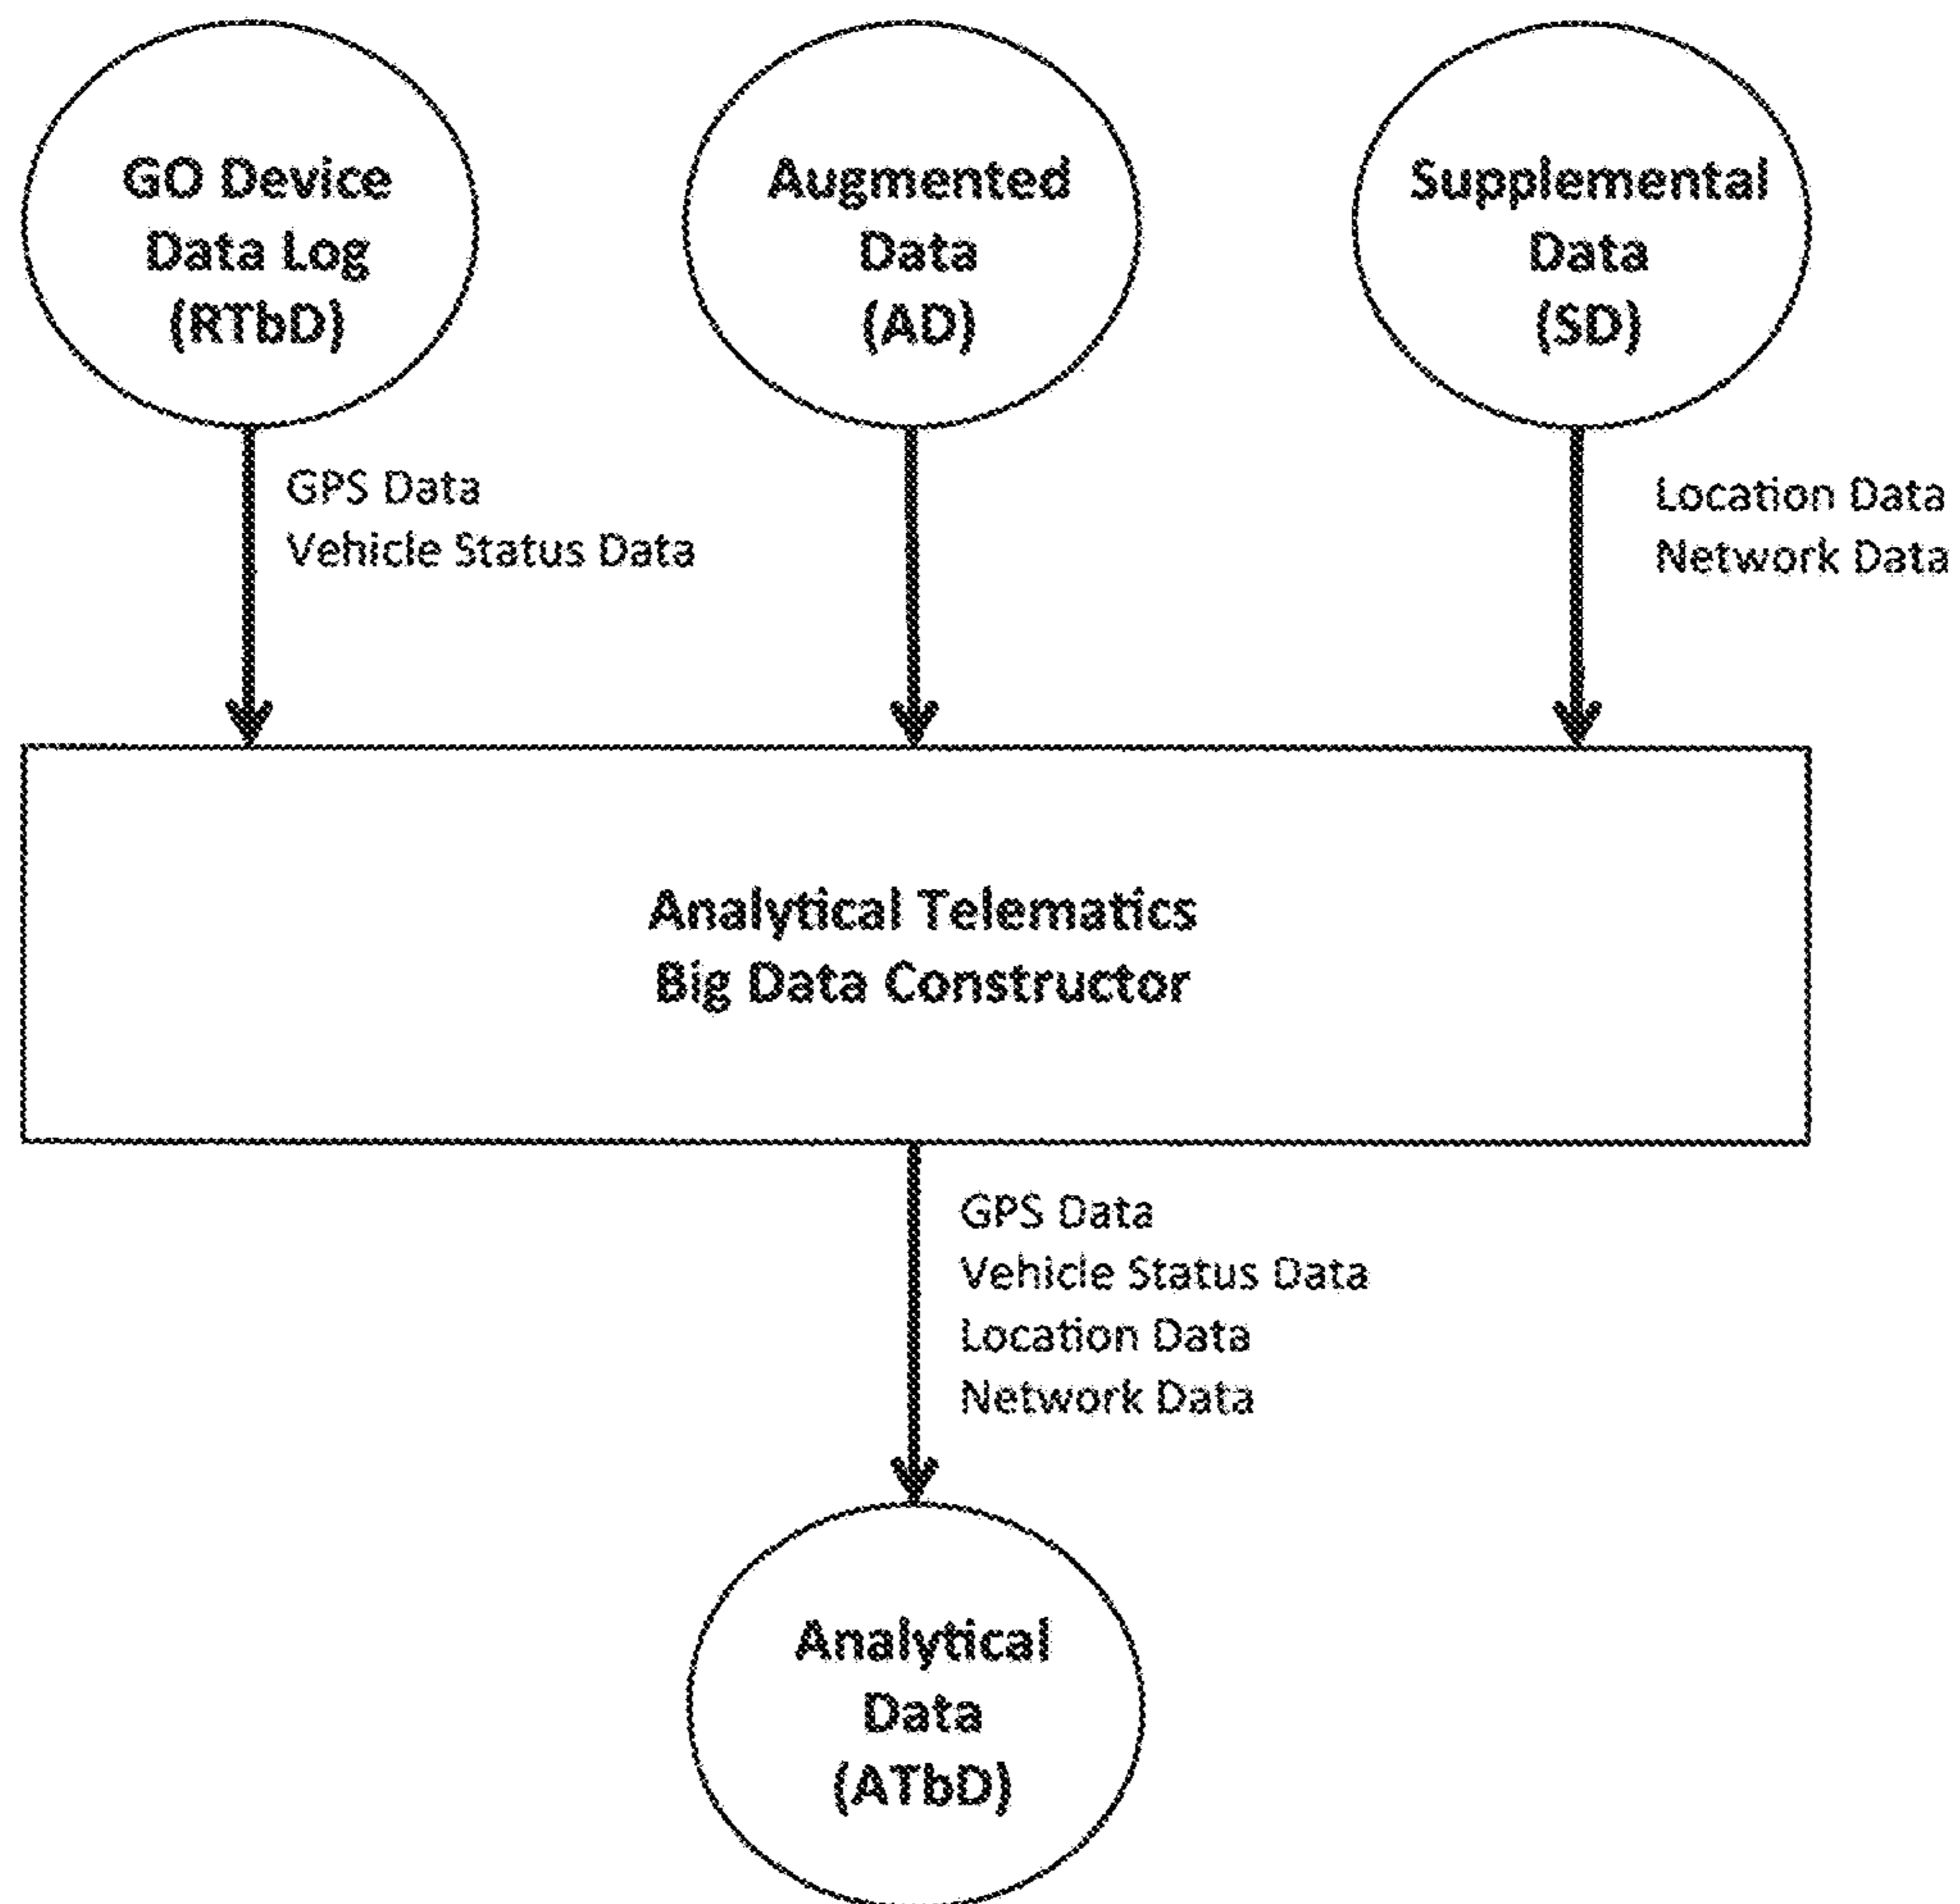 GO Device
Data Log
(RTbD)
Augmented
Data
(AD)
Supplemental
Data
(SD)
GPS Data
Vehicle Status Data
Location Data
Network Data
Analytical Telematics
Big Data Constructor
GPS Data
Vehicle Status Data
Location Data
Network Data
Analytical
Data
(ATbD)